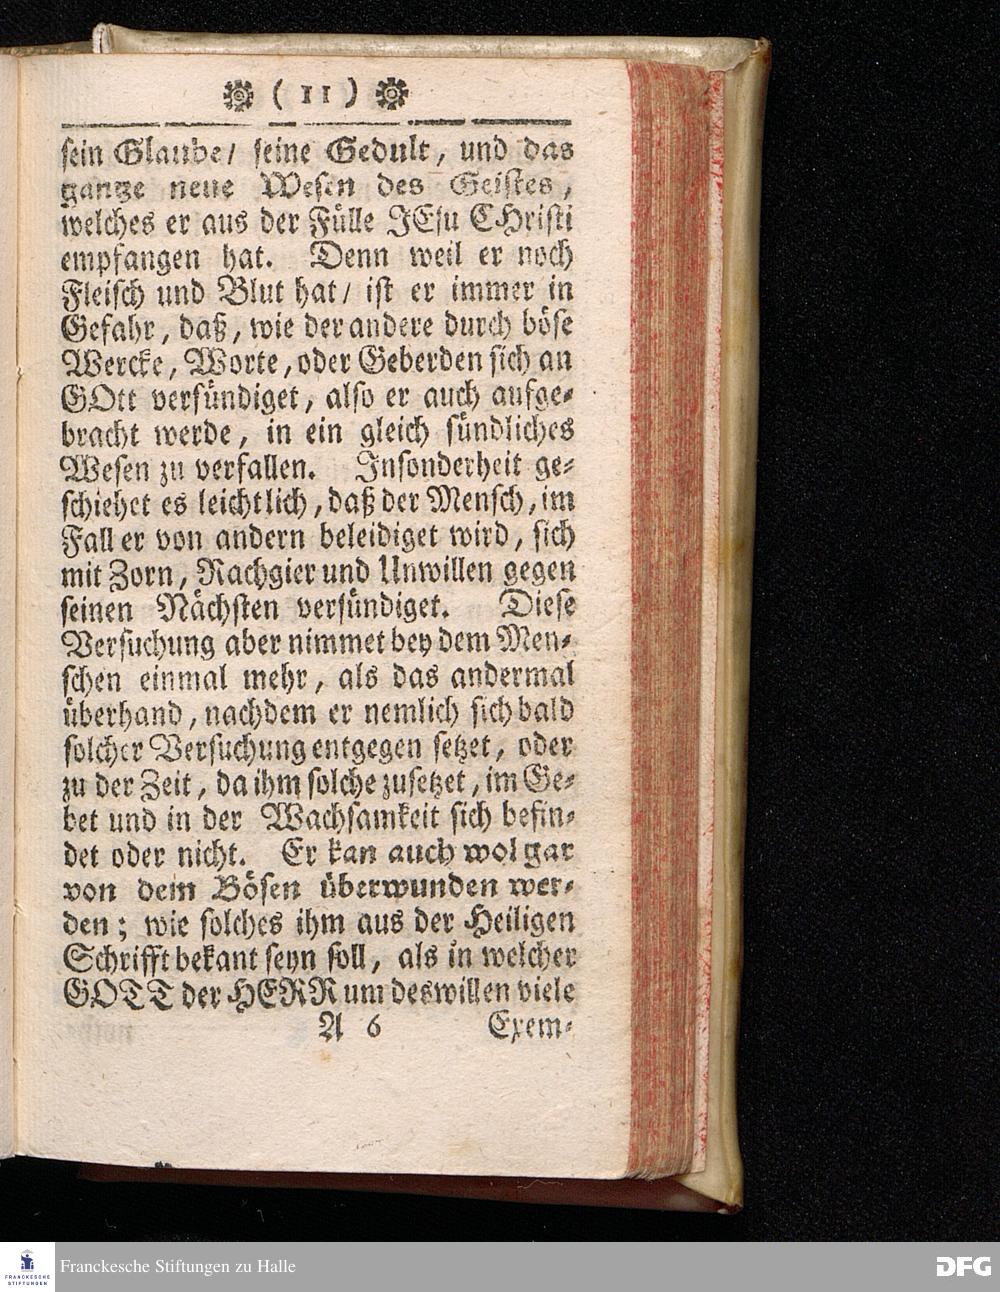 ( 11 )
sein Glaube/ seine Gedult, und das
gantze neue Wesen des Geistes,
welches er aus der Fülle JEsu CHristi
empfangen hat. Denn weil er noch
Fleisch und Blut hat/ ist er immer in
Gefahr, daß, wie der andere durch böse
Wercke, Worte, oder Geberden sich an
GOtt versündiget, also er auch aufge-
bracht werde, in ein gleich sündliches
Wesen zu verfallen. Insonderheit ge-
schiehet es leichtlich, daß der Mensch, im
Fall er von andern beleidiget wird, sich
mit Zorn, Rachgier und Unwillen gegen
seinen Nächsten versündiget. Diese
Versuchung aber nimmet bey dem Men-
schen einmal mehr, als das andermal
überhand, nachdem er nemlich sich bald
solcher Versuchung entgegen setzet, oder
zu der Zeit, da ihm solche zusetzet, im Ge-
bet und in der Wachsamkeit sich befin-
det oder nicht. Er kan auch wol gar
von dem Bösen überwunden wer-
den; wie solches ihm aus der Heiligen
Schrifft bekant seyn soll, als in welcher
GOTT der HERR um deswillen viele
A 6 Exem-
FRANCKESCHE STIFTUNGEN
Franckesche Stiftungen zu Halle
DFG